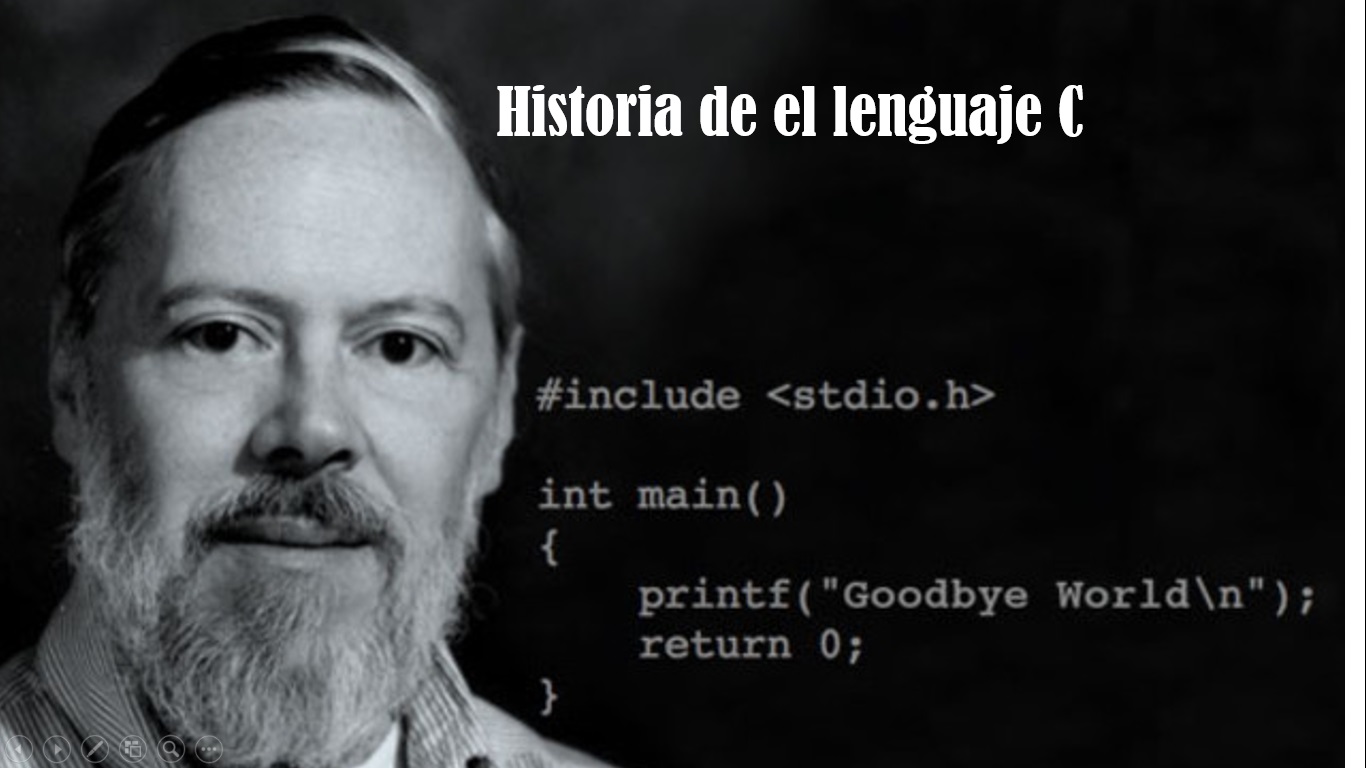 Historia de el lenguaje C
#include <stdio.h>
int main()
{
printf("Goodbye World\n");
return 0;
}